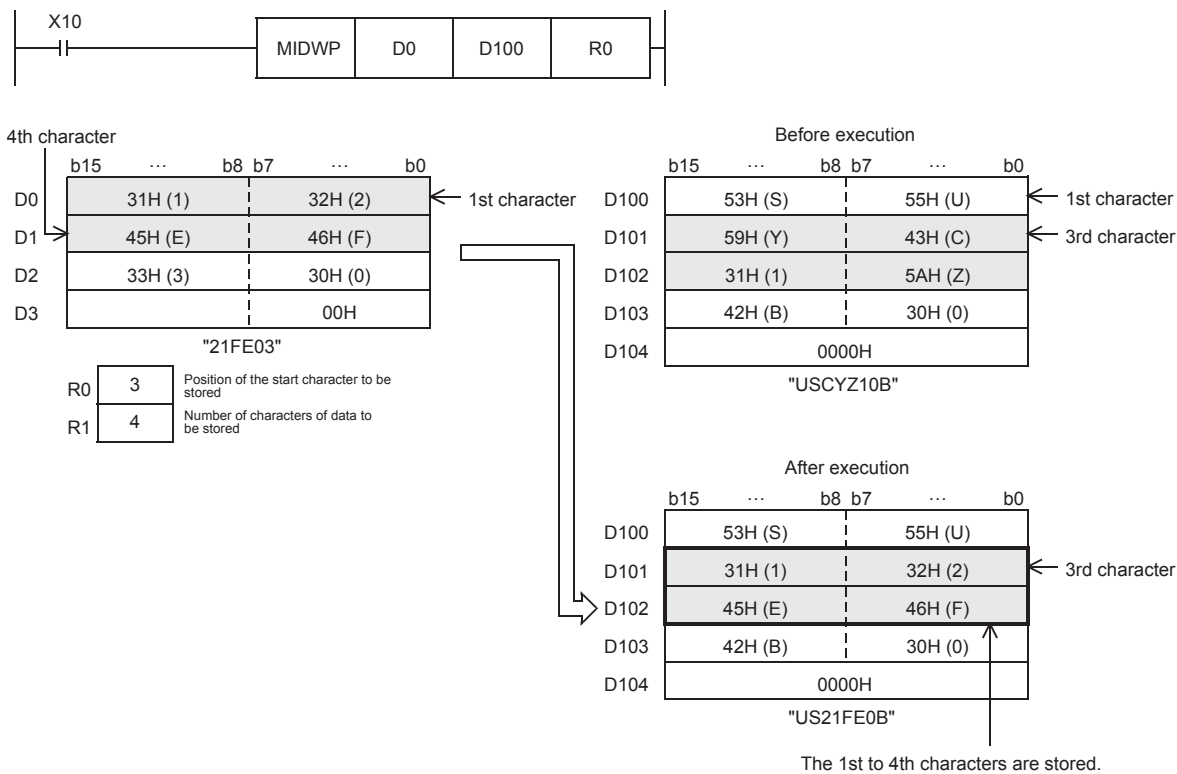 X10
MIDWP D0 D100 R0
4th character
b15 ... b8 b7 ... b0
D0 31H (1) 32H (2) 1st character
D1 45H (E) 46H (F)
D2 33H (3) 30H (0)
D3 00H
"21FE03"
R0 3 Position of the start character to be
stored
R1 4 Number of characters of data to
be stored
Before execution
b15 ... b8 b7 ... b0
D100 53H (S) 55H (U) 1st character
D101 59H (Y) 43H (C) 3rd character
D102 31H (1) 5AH (Z)
D103 42H (B) 30H (0)
D104 0000H
"USCYZ10B"
After execution
b15 ... b8 b7 ... b0
D100 53H (S) 55H (U)
D101 31H (1) 32H (2) 3rd character
D102 45H (E) 46H (F)
D103 42H (B) 30H (0)
D104 0000H
"US21FE0B"
The 1st to 4th characters are stored.